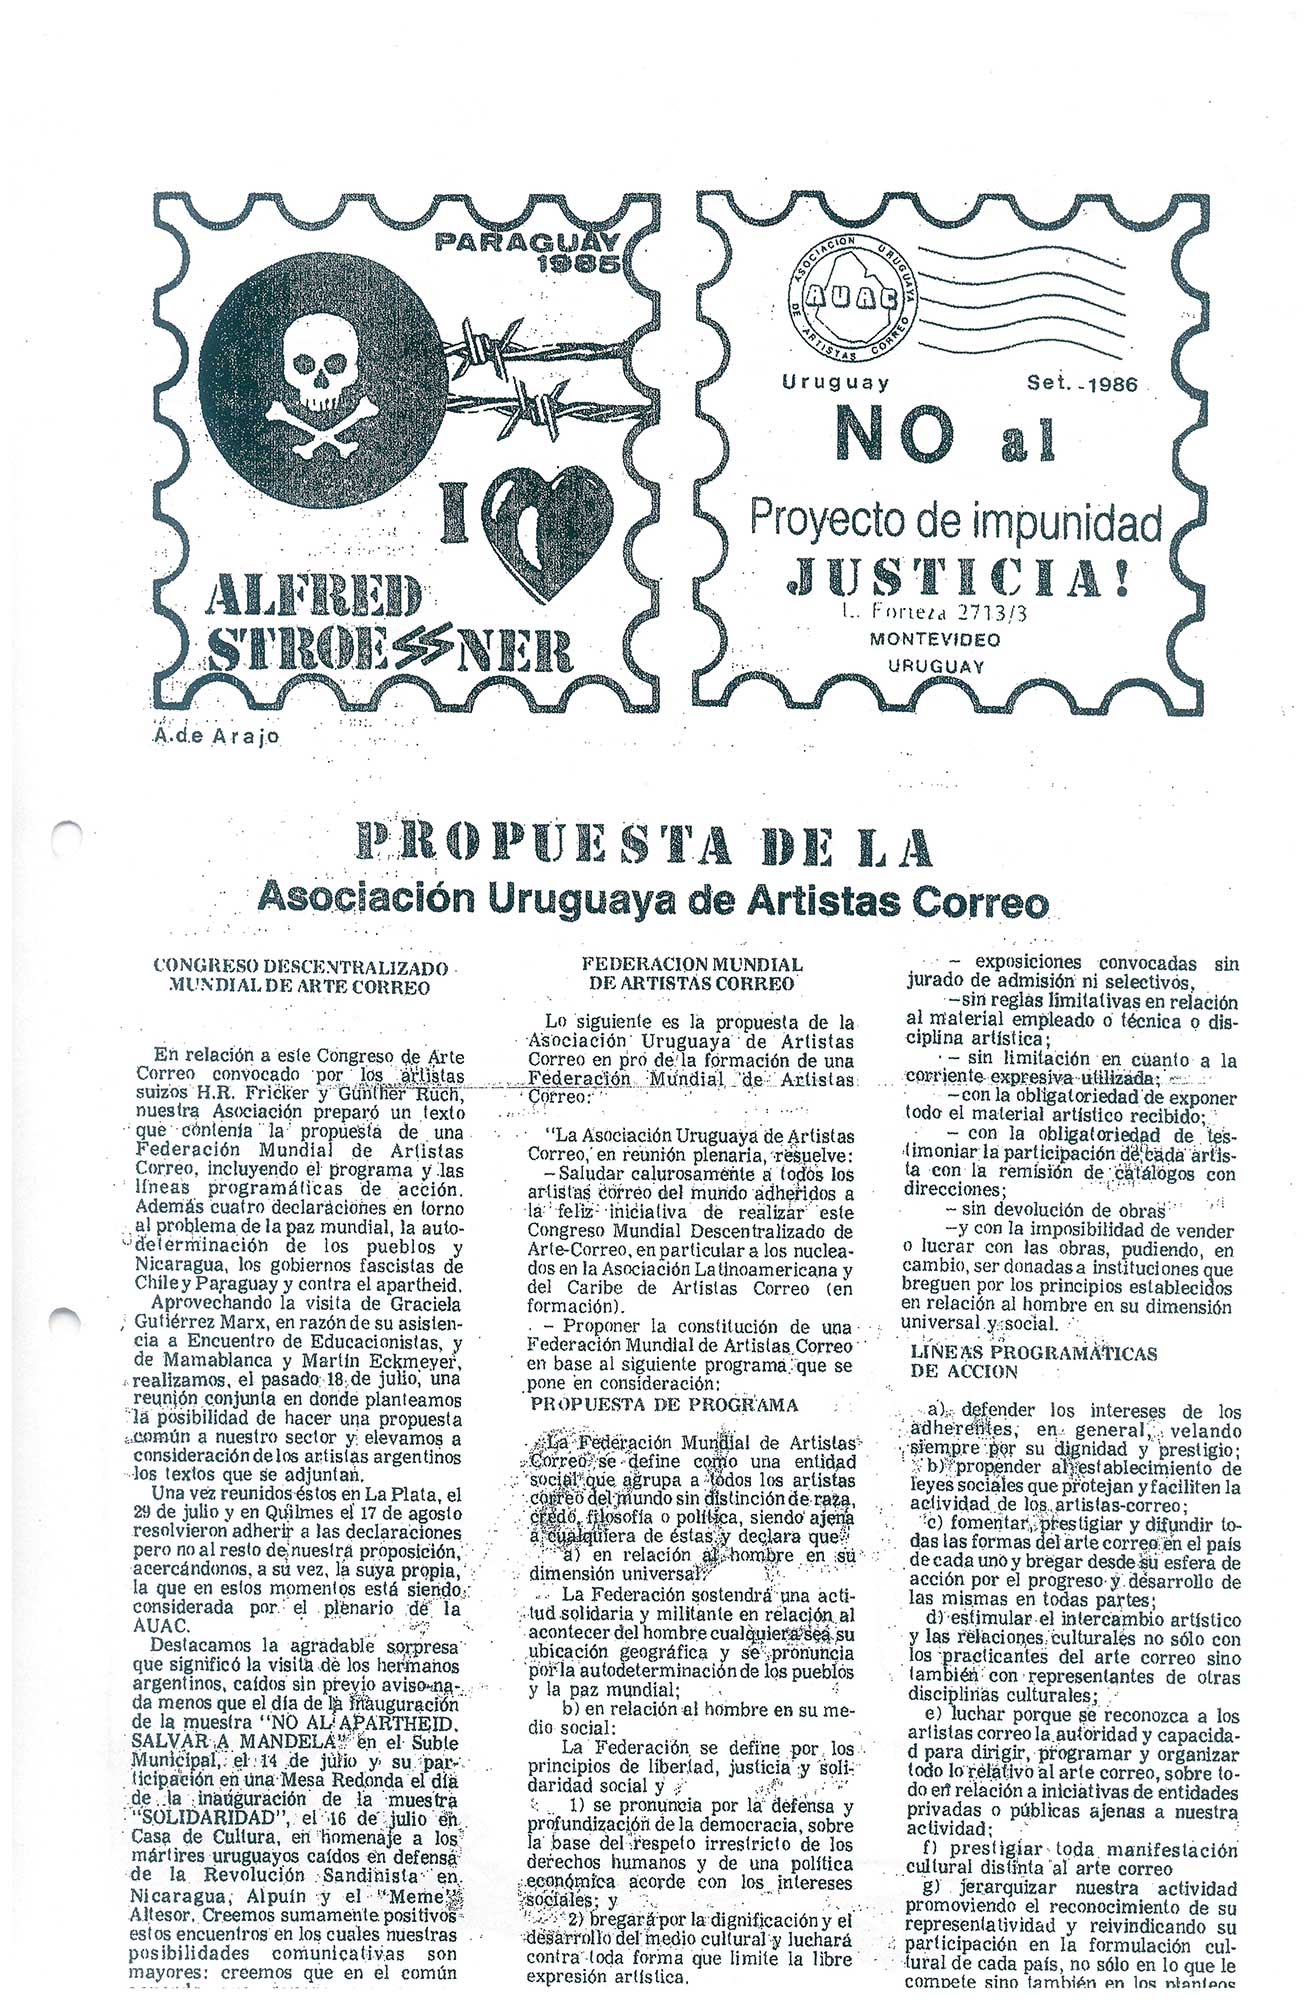 PARAGUAY
1985
I
ALFRED
STROESSNER
A.de Arajo
ASOCIACION URUGUAYA
DE ARTISTAS CORREO
AUAC
Uruguay Set.-1986
NO al
Proyecto de impunidad
JUSTICIA!
L. Forteza 2713/3
MONTEVIDEO
URUGUAY
PROPUESTA DE LA
Asociación Uruguaya de Artistas Correo
CONGRESO DESCENTRALIZADO
MUNDIAL DE ARTE CORREO
En relación a este Congreso de Arte
Correo convocado por los artistas
suizos H.R. Fricker y Günther Ruch,
nuestra Asociación preparó un texto
que contenía la propuesta de una
Federación Mundial de Artistas
Correo, incluyendo el programa y las
líneas programáticas de acción.
Además cuatro declaraciones en torno
al problema de la paz mundial, la auto-
determinación de los pueblos y
Nicaragua, los gobiernos fascistas de
Chile y Paraguay y contra el apartheid.
Aprovechando la visita de Graciela
Gutiérrez Marx, en razón de su asisten-
cia a Encuentro de Educacionistas, y
de Mamablanca y Martín Eckmeyer,
realizamos, el pasado 18 de julio, una
reunión conjunta en donde planteamos
la posibilidad de hacer una propuesta
común a nuestro sector y elevamos a
consideración de los artistas argentinos
los textos que se adjuntan.
Una vez reunidos éstos en La Plata, el
29 de julio y en Quilmes el 17 de agosto
resolvieron adherir a las declaraciones
pero no al resto de nuestra proposición,
acercándonos, a su vez, la suya propia,
la que en estos momentos está siendo
considerada por el plenario de la
AUAC.
Destacamos la agradable sorpresa
que significó la visita de los hermanos
argentinos, caídos sin previo aviso na-
da menos que el día de la inauguración
de la muestra "NO AL APARTHEID.
SALVAR A MANDELA" en el Subte
Municipal, el 14 de julio y su par-
ticipación en una Mesa Redonda el día
de la inauguración de la muestra
"SOLIDARIDAD", el 16 de julio en
Casa de Cultura, en homenaje a los
mártires uruguayos caídos en defensa
de la Revolución Sandinista en
Nicaragua, Alpuín y el "Meme"
Altesor. Creemos sumamente positivos
estos encuentros en los cuales nuestras
posibilidades comunicativas son
mayores: creemos que en el común
FEDERACION MUNDIAL
DE ARTISTAS CORREO
Lo siguiente es la propuesta de la
Asociación Uruguaya de Artistas
Correo en pro de la formación de una
Federación Mundial de Artistas
Correo:
"La Asociación Uruguaya de Artistas
Correo, en reunión plenaria, resuelve:
—Saludar calurosamente a todos los
artistas correo del mundo adheridos a
la feliz iniciativa de realizar este
Congreso Mundial Descentralizado de
Arte-Correo, en particular a los nuclea-
dos en la Asociación Latinoamericana y
del Caribe de Artistas Correo (en
formación).
— Proponer la constitución de una
Federación Mundial de Artistas Correo
en base al siguiente programa que se
pone en consideración:
PROPUESTA DE PROGRAMA
La Federación Mundial de Artistas
Correo se define como una entidad
social que agrupa a todos los artistas
correo del mundo sin distinción de raza,
credo, filosofía o política, siendo ajena
a cualquiera de éstas y declara que
a) en relación al hombre en su
dimensión universal:
La Federación sostendrá una acti-
tud solidaria y militante en relación al
acontecer del hombre cualquiera sea su
ubicación geográfica y se pronuncia
por la autodeterminación de los pueblos
y la paz mundial;
b) en relación al hombre en su me-
dio social:
La Federación se define por los
principios de libertad, justicia y soli-
daridad social y
1) se pronuncia por la defensa y
profundización de la democracia, sobre
la base del respeto irrestricto de los
derechos humanos y de una política
económica acorde con los intereses
sociales; y
2) bregará por la dignificación y el
desarrollo del medio cultural y luchará
contra toda forma que limite la libre
expresión artística.
— exposiciones convocadas sin
jurado de admisión ni selectivos,
—sin reglas limitativas en relación
al material empleado o técnica o dis-
ciplina artística;
— sin limitación en cuanto a la
corriente expresiva utilizada;
—con la obligatoriedad de exponer
todo el material artístico recibido;
— con la obligatoriedad de tes-
timoniar la participación de cada artis-
ta con la remisión de catálogos con
direcciones;
— sin devolución de obras
—y con la imposibilidad de vender
o lucrar con las obras, pudiendo, en
cambio, ser donadas a instituciones que
breguen por los principios establecidos
en relación al hombre en su dimensión
universal y social.
LINEAS PROGRAMATICAS
DE ACCION
a) defender los intereses de los
adherentes, en general, velando
siempre por su dignidad y prestigio;
b) propender al establecimiento de
leyes sociales que protejan y faciliten la
actividad de los artistas-correo;
c) fomentar, prestigiar y difundir to-
das las formas del arte correo en el país
de cada uno y bregar desde su esfera de
acción por el progreso y desarrollo de
las mismas en todas partes;
d) estimular el intercambio artístico
y las relaciones culturales no sólo con
los practicantes del arte correo sino
también con representantes de otras
disciplinas culturales;
e) luchar porque se reconozca a los
artistas correo la autoridad y capacida-
d para dirigir, programar y organizar
todo lo relativo al arte correo, sobre to-
do en relación a iniciativas de entidades
privadas o públicas ajenas a nuestra
actividad;
f) prestigiar toda manifestación
cultural distinta al arte correo
g) jerarquizar nuestra actividad
promoviendo el reconocimiento de su
representatividad y reivindicando su
participación en la formulación cul-
tural de cada país, no sólo en lo que le
compete sino también en los planteos